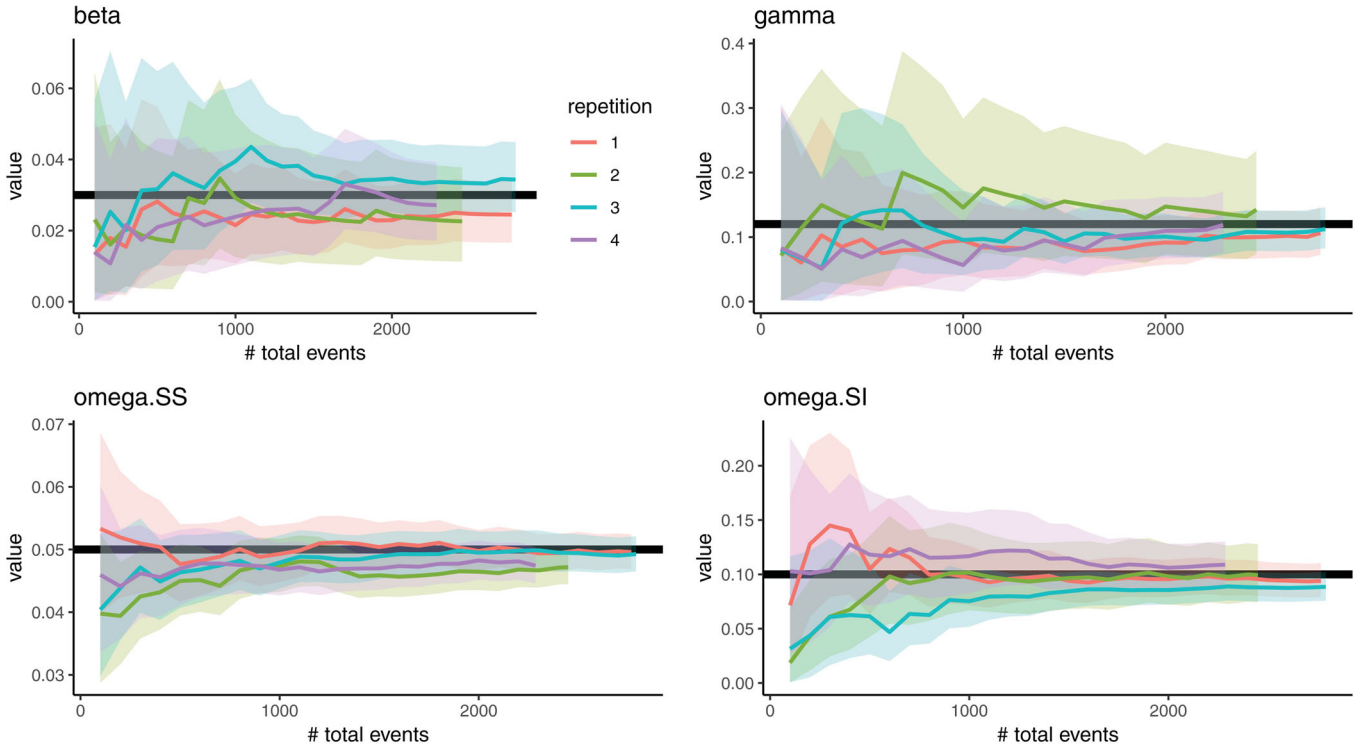 beta
0.06
0.04
0.02
0.00
value
0 1000 2000
# total events
repetition
1
2
3
4
gamma
0.4
0.3
0.2
0.1
0.0
value
0 1000 2000
# total events
omega.SS
0.07
0.06
0.05
0.04
0.03
value
0 1000 2000
# total events
omega.SI
0.20
0.15
0.10
0.05
0.00
value
0 1000 2000
# total events